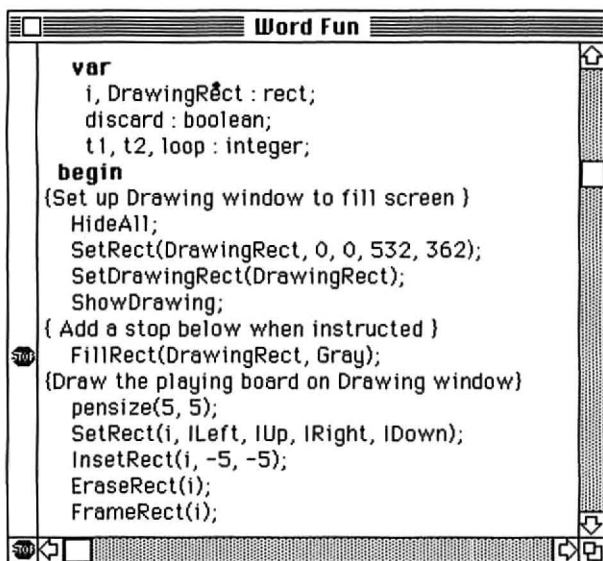 Word Fun
var
i, DrawingRect : rect;
discard : boolean;
t1, t2, loop : integer;
begin
{Set up Drawing window to fill screen }
HideAll;
SetRect(DrawingRect, 0, 0, 532, 362);
SetDrawingRect(DrawingRect);
ShowDrawing;
{ Add a stop below when instructed }
STOP FillRect(DrawingRect, Gray);
{Draw the playing board on Drawing window}
pensize(5, 5);
SetRect(i, lLeft, lUp, lRight, lDown);
InsetRect(i, -5, -5);
EraseRect(i);
FrameRect(i);
STOP